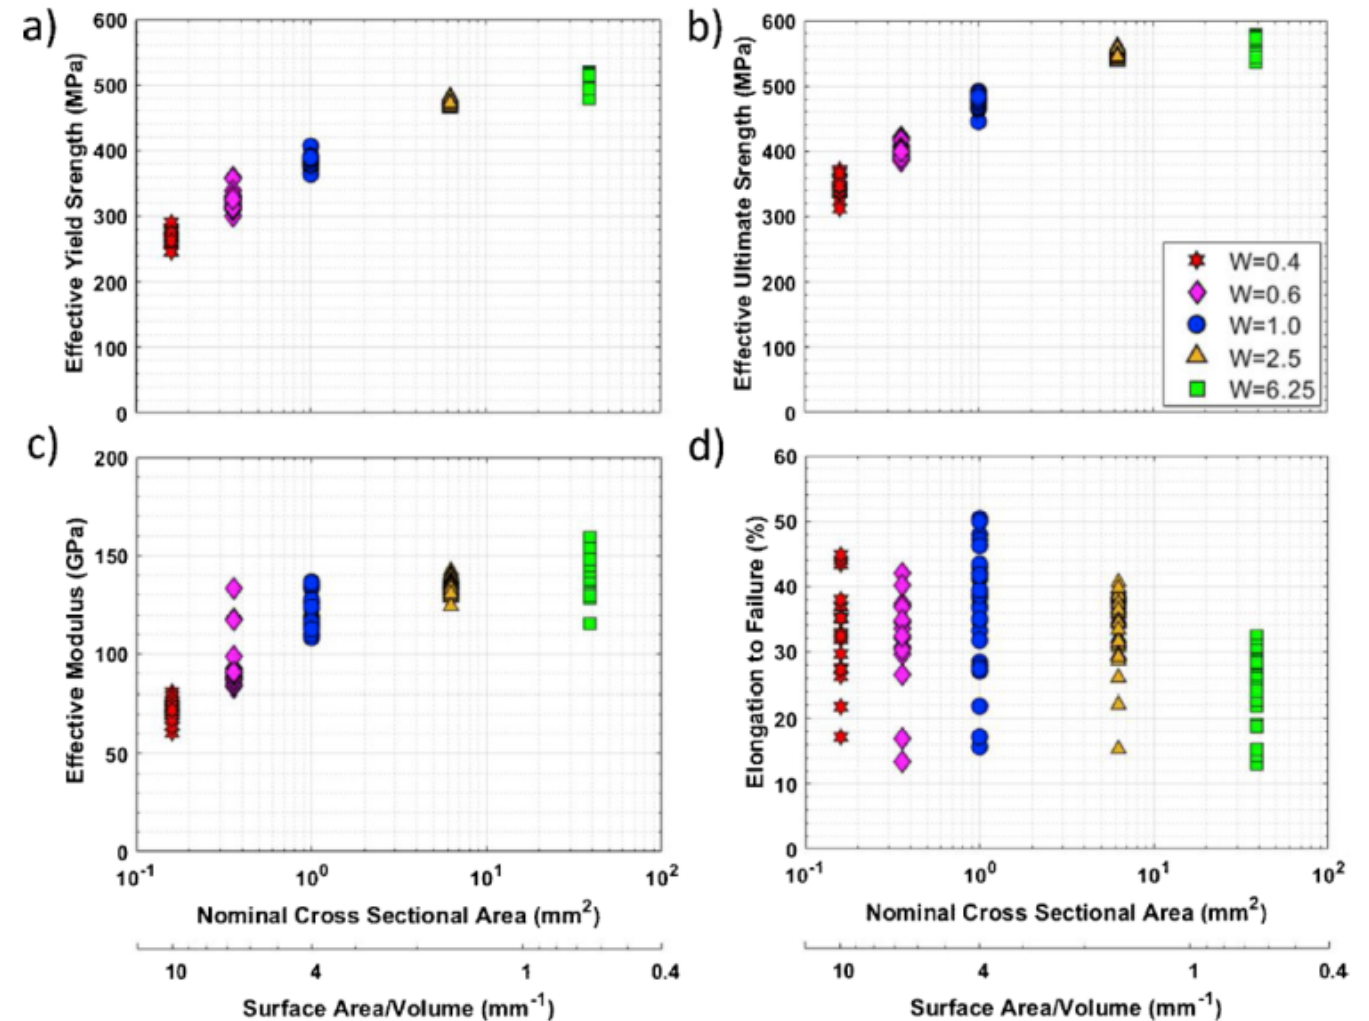 a)
600
500
400
300
200
100
0
Effective Yield Srength (MPa)
b)
600
500
400
300
200
100
0
Effective Ultimate Srength (MPa)
W=0.4
W=0.6
W=1.0
W=2.5
W=6.25
c)
200
150
100
50
0
Effective Modulus (GPa)
10⁻¹ 10⁰ 10¹ 10²
Nominal Cross Sectional Area (mm²)
10 4 1 0.4
Surface Area/Volume (mm⁻¹)
d)
60
50
40
30
20
10
0
Elongation to Failure (%)
10⁻¹ 10⁰ 10¹ 10²
Nominal Cross Sectional Area (mm²)
10 4 1 0.4
Surface Area/Volume (mm⁻¹)